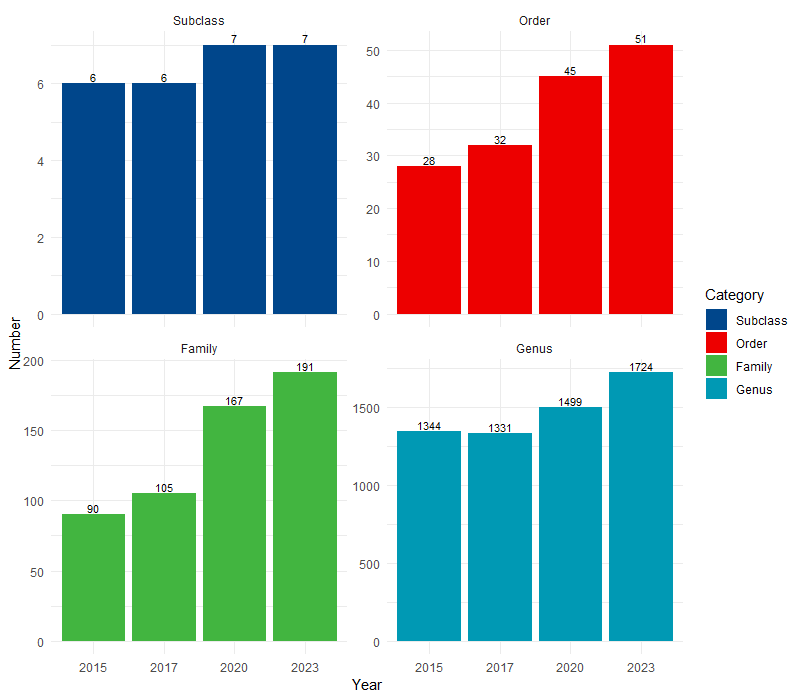 Subclass
7
7
6
6
6
4
2
0
Order
51
45
32
28
50
40
30
20
10
0
Number
Family
191
167
105
90
200
150
100
50
0
2015 2017 2020 2023
Genus
1724
1499
1344
1331
1500
1000
500
0
2015 2017 2020 2023
Year
Category
Subclass
Order
Family
Genus